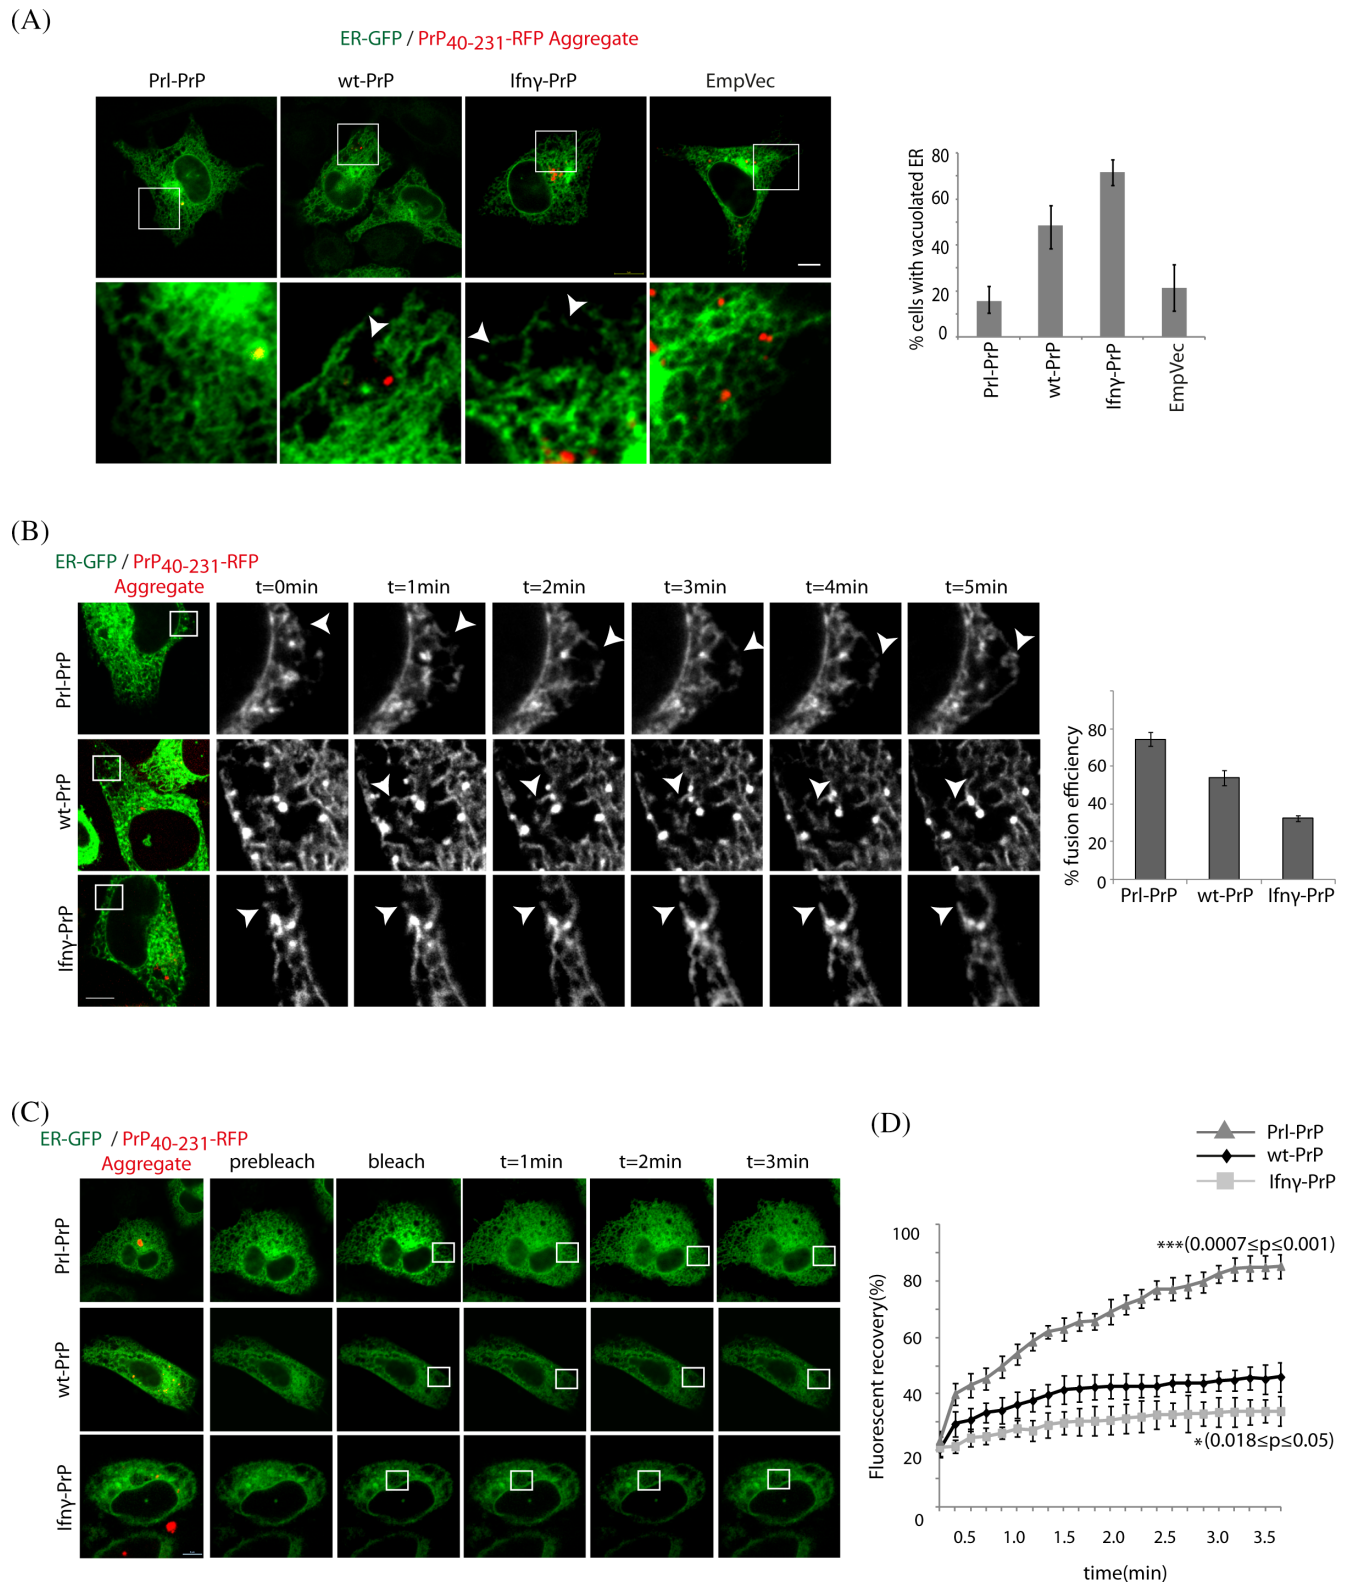 (A)
ER-GFP / PrP40-231-RFP Aggregate
Prl-PrP wt-PrP Ifnγ-PrP EmpVec
% cells with vacuolated ER
80
60
40
20
0
Prl-PrP wt-PrP Ifnγ-PrP EmpVec
(B)
ER-GFP / PrP40-231-RFP
Aggregate t=0min t=1min t=2min t=3min t=4min t=5min
Prl-PrP
wt-PrP
Ifnγ-PrP
% fusion efficiency
80
60
40
20
0
Prl-PrP wt-PrP Ifnγ-PrP
(C)
ER-GFP / PrP40-231-RFP
Aggregate prebleach bleach t=1min t=2min t=3min
Prl-PrP
wt-PrP
Ifnγ-PrP
(D)
Prl-PrP
wt-PrP
Ifnγ-PrP
Fluorescent recovery(%)
100
80
60
40
20
0
***(0.0007≤p≤0.001)
*(0.018≤p≤0.05)
0.5 1.0 1.5 2.0 2.5 3.0 3.5
time(min)